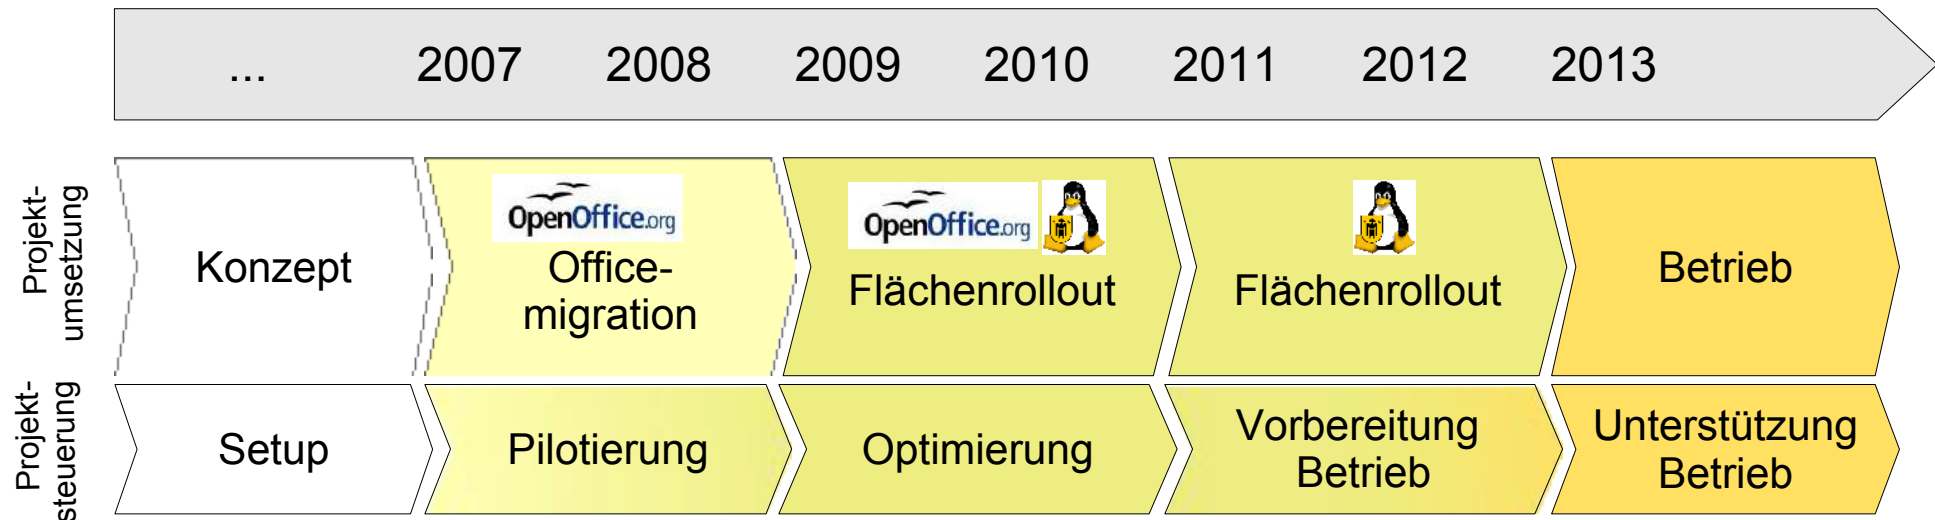 ... 2007 2008 2009 2010 2011 2012 2013
Projekt-
umsetzung
Konzept
OpenOffice.org
Office-
migration
OpenOffice.org
Flächenrollout
Flächenrollout
Betrieb
Projekt-
steuerung
Setup
Pilotierung
Optimierung
Vorbereitung
Betrieb
Unterstützung
Betrieb